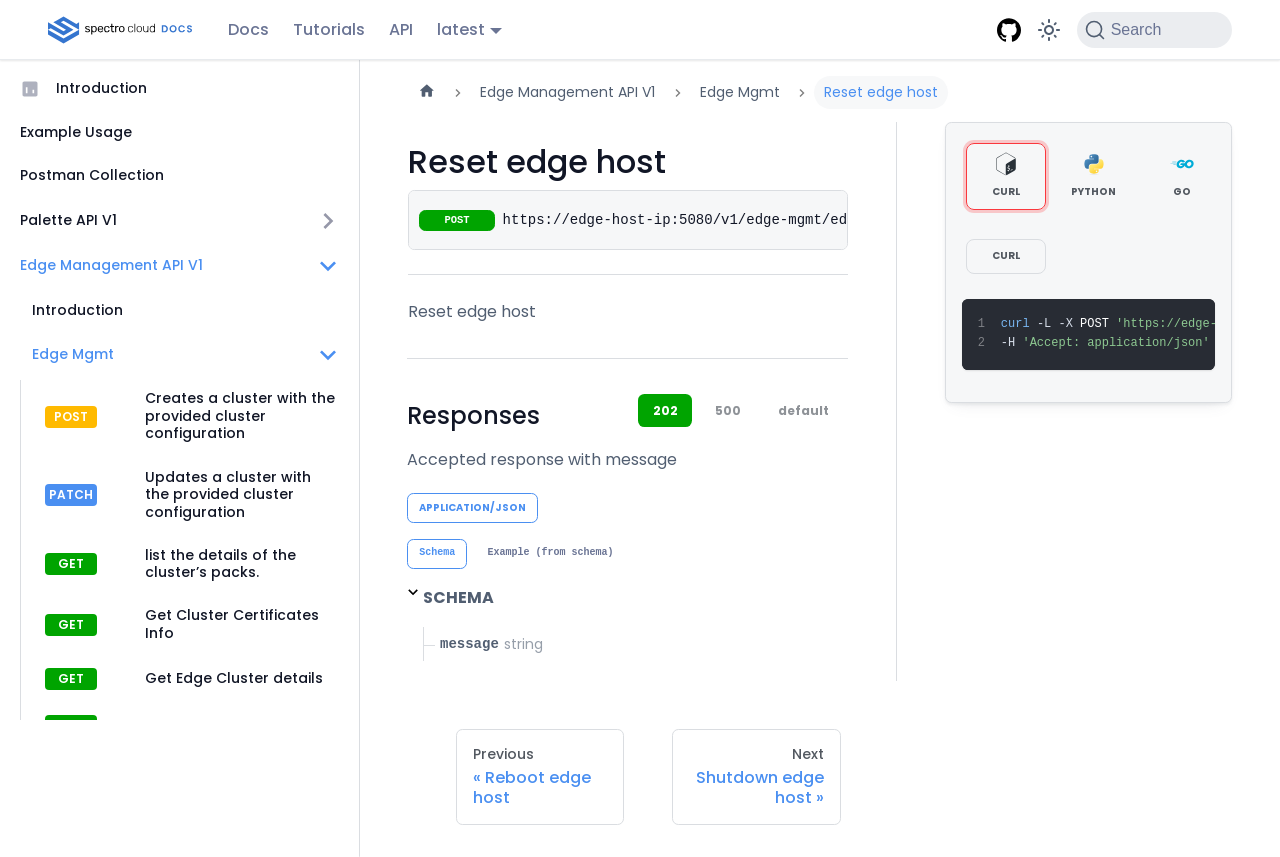 spectro cloud DOCS
Docs
Tutorials
API
latest
Search
Introduction
Example Usage
Postman Collection
Palette API V1
Edge Management API V1
Introduction
Edge Mgmt
POST
Creates a cluster with the
provided cluster
configuration
PATCH
Updates a cluster with
the provided cluster
configuration
GET
list the details of the
cluster’s packs.
GET
Get Cluster Certificates
Info
GET
Get Edge Cluster details
Edge Management API V1
Edge Mgmt
Reset edge host
Reset edge host
POST
https://edge-host-ip:5080/v1/edge-mgmt/ed
Reset edge host
Responses
202
500
default
Accepted response with message
APPLICATION/JSON
Schema
Example (from schema)
SCHEMA
message string
Previous
« Reboot edge
host
Next
Shutdown edge
host »
CURL
PYTHON
GO
CURL
1 curl -L -X POST 'https://edge-
2 -H 'Accept: application/json'